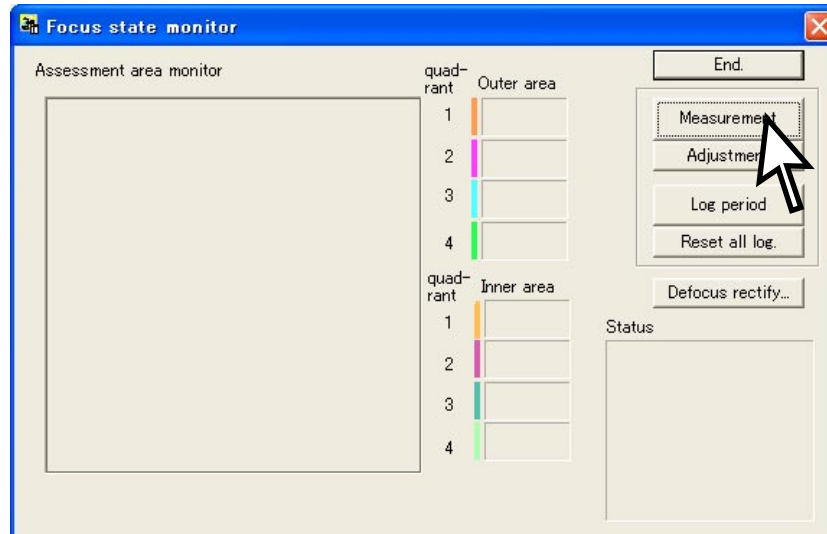 Focus state monitor
Assessment area monitor
quad-
rant
Outer area
1
2
3
4
quad-
rant
Inner area
1
2
3
4
End.
Measurement
Adjustmen
Log period
Reset all log.
Defocus rectify...
Status